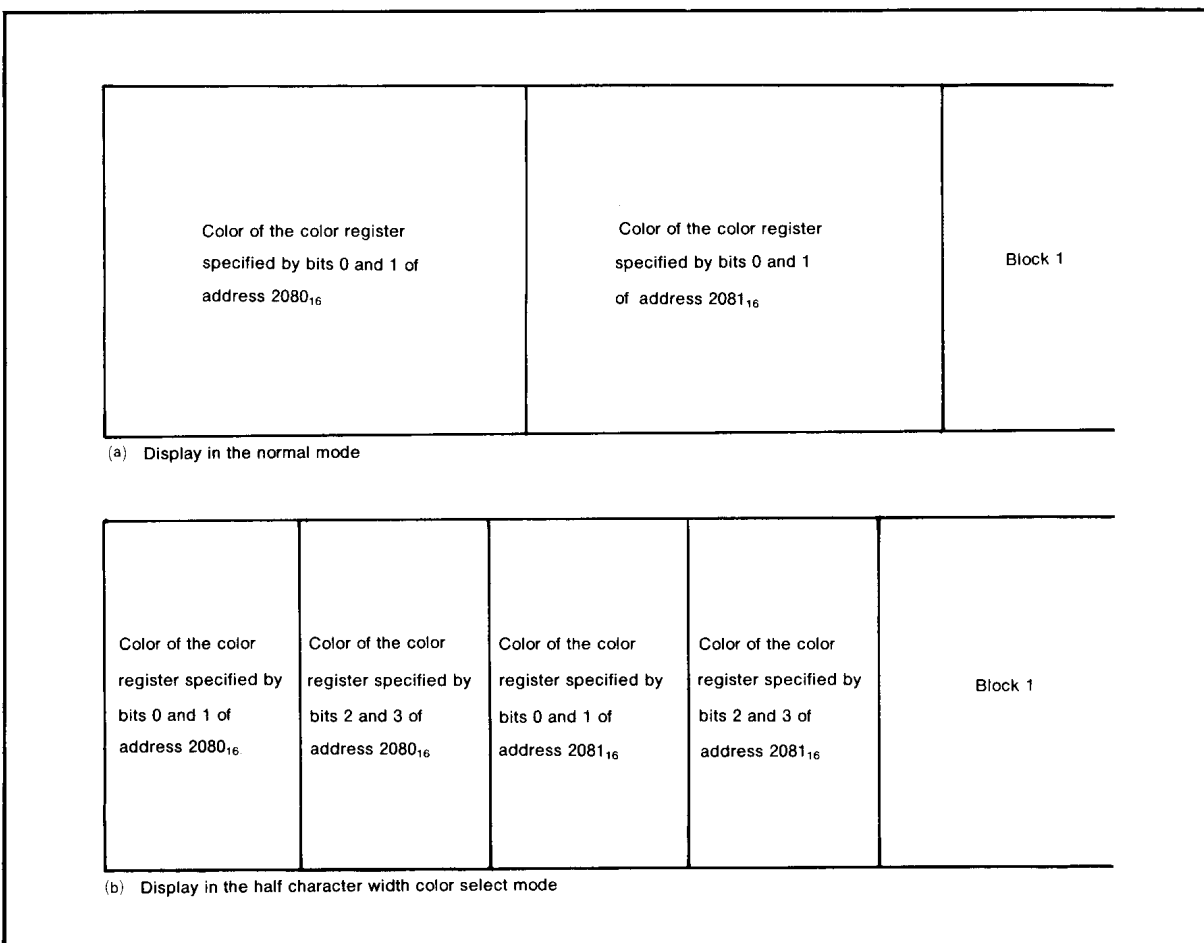 Color of the color register
specified by bits 0 and 1 of
address 2080₁₆
Color of the color register
specified by bits 0 and 1
of address 2081₁₆
Block 1
(a) Display in the normal mode
Color of the color
register specified by
bits 0 and 1 of
address 2080₁₆
Color of the color
register specified by
bits 2 and 3 of
address 2080₁₆
Color of the color
register specified by
bits 0 and 1 of
address 2081₁₆
Color of the color
register specified by
bits 2 and 3 of
address 2081₁₆
Block 1
(b) Display in the half character width color select mode